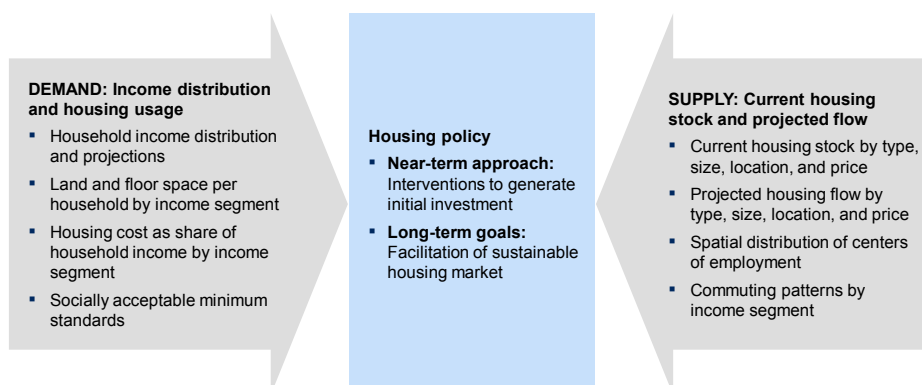 DEMAND: Income distribution
and housing usage
▪ Household income distribution
and projections
▪ Land and floor space per
household by income segment
▪ Housing cost as share of
household income by income
segment
▪ Socially acceptable minimum
standards
Housing policy
▪ Near-term approach:
Interventions to generate
initial investment
▪ Long-term goals:
Facilitation of sustainable
housing market
SUPPLY: Current housing
stock and projected flow
▪ Current housing stock by type,
size, location, and price
▪ Projected housing flow by
type, size, location, and price
▪ Spatial distribution of centers
of employment
▪ Commuting patterns by
income segment